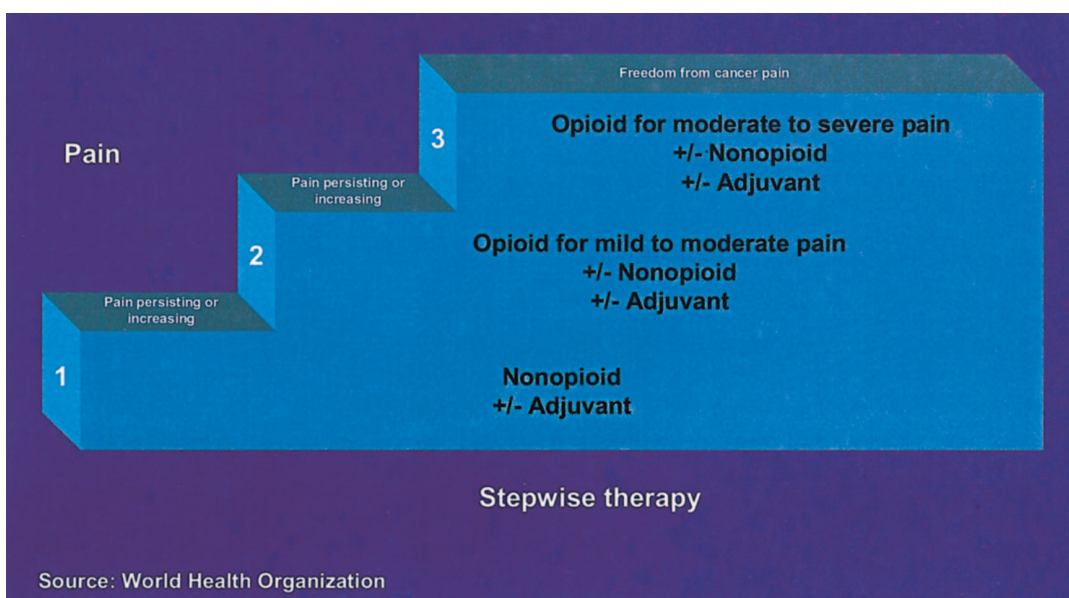 Freedom from cancer pain
3
Opioid for moderate to severe pain
+/- Nonopioid
+/- Adjuvant
Pain
Pain persisting or
increasing
2
Opioid for mild to moderate pain
+/- Nonopioid
+/- Adjuvant
Pain persisting or
increasing
1
Nonopioid
+/- Adjuvant
Stepwise therapy
Source: World Health Organization